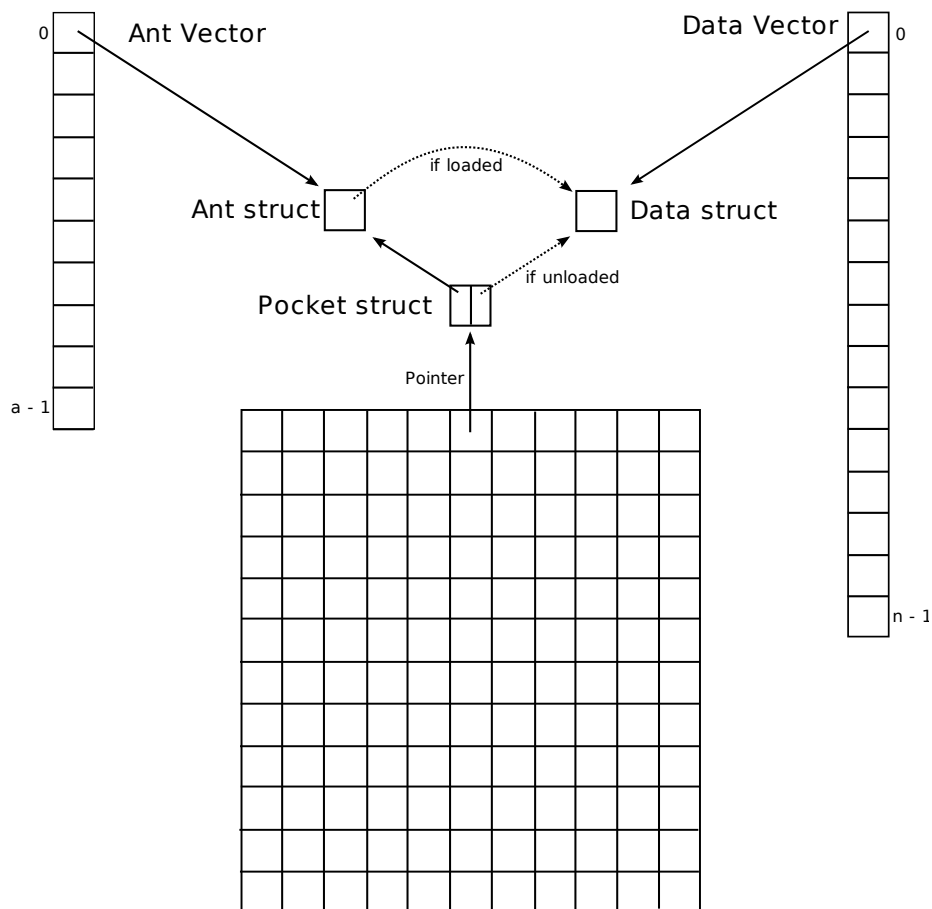 0
Ant Vector
Data Vector
0
if loaded
Ant struct
Data struct
if unloaded
Pocket struct
Pointer
a - 1
n - 1